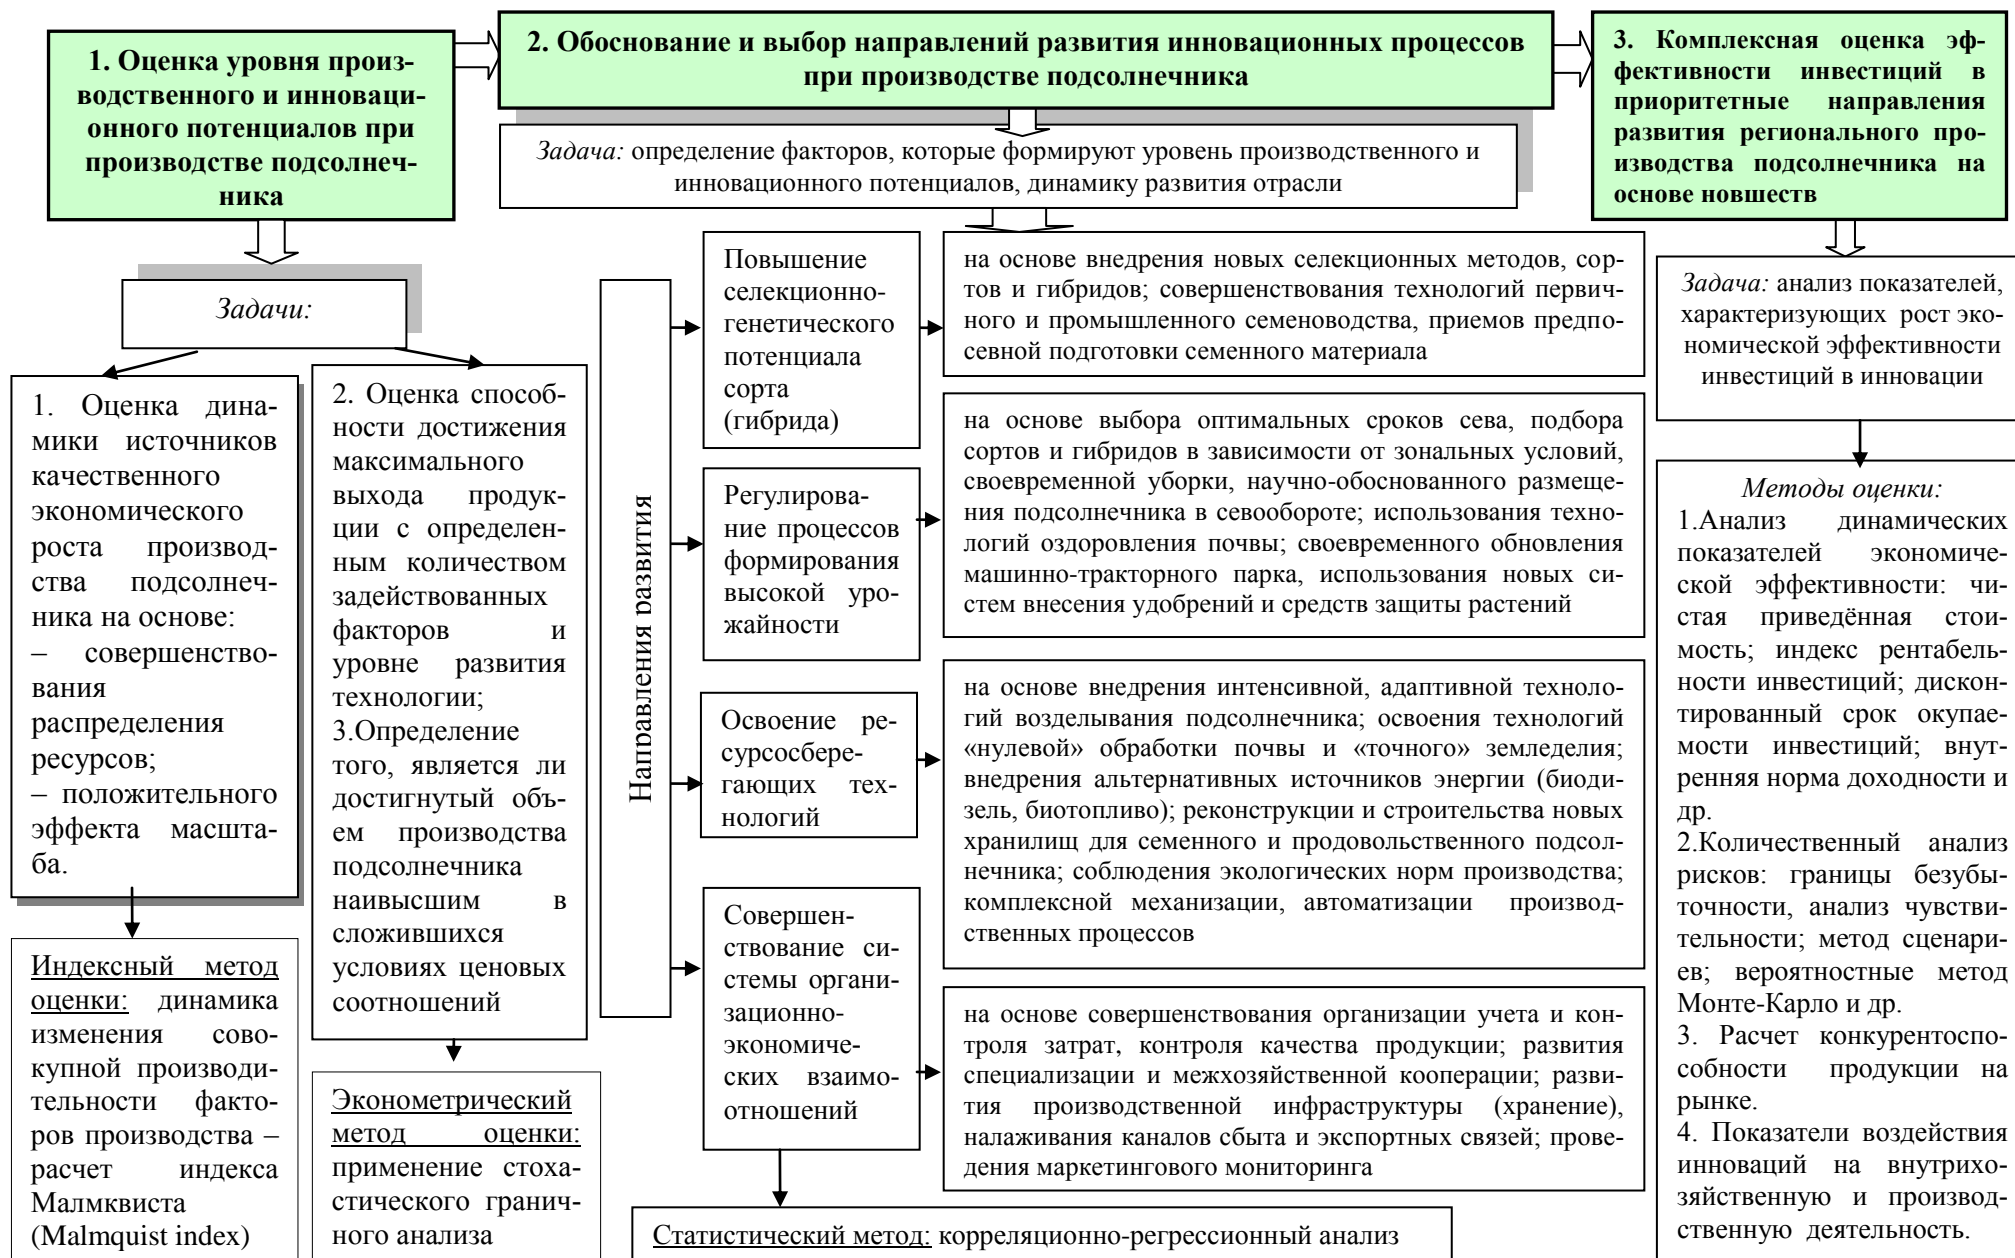 1. Оценка уровня произ-
водственного и инноваци-
онного потенциалов при
производстве подсолнеч-
ника
2. Обоснование и выбор направлений развития инновационных процессов
при производстве подсолнечника
3. Комплексная оценка эф-
фективности инвестиций в
приоритетные направления
развития регионального про-
изводства подсолнечника на
основе новшеств
Задача: определение факторов, которые формируют уровень производственного и
инновационного потенциалов, динамику развития отрасли
Задачи:
1. Оценка дина-
мики источников
качественного
экономического
роста производ-
ства подсолнеч-
ника на основе:
– совершенство-
вания
распределения
ресурсов;
– положительного
эффекта масшта-
ба.
Индексный метод
оценки: динамика
изменения сово-
купной производи-
тельности факто-
ров производства –
расчет индекса
Малмквиста
(Malmquist index)
2. Оценка способ-
ности достижения
максимального
выхода продук-
ции с определен-
ным количеством
задействованных
факторов и
уровне развития
технологии;
3.Определение
того, является ли
достигнутый объ-
ем производства
подсолнечника
наивысшим в
сложившихся
условиях ценовых
соотношений
Эконометрический
метод оценки:
применение стоха-
стического гранич-
ного анализа
Направления развития
Повышение
селекционно-
генетического
потенциала
сорта
(гибрида)
на основе внедрения новых селекционных методов, сор-
тов и гибридов; совершенствования технологий первич-
ного и промышленного семеноводства, приемов предпо-
севной подготовки семенного материала
Регулирова-
ние процессов
формирования
высокой уро-
жайности
на основе выбора оптимальных сроков сева, подбора
сортов и гибридов в зависимости от зональных условий,
своевременной уборки, научно-обоснованного размеще-
ния подсолнечника в севообороте; использования техно-
логий оздоровления почвы; своевременного обновления
машинно-тракторного парка, использования новых си-
стем внесения удобрений и средств защиты растений
Освоение ре-
сурсосбере-
гающих тех-
нологий
на основе внедрения интенсивной, адаптивной техноло-
гий возделывания подсолнечника; освоения технологий
«нулевой» обработки почвы и «точного» земледелия;
внедрения альтернативных источников энергии (биоди-
зель, биотопливо); реконструкции и строительства новых
хранилищ для семенного и продовольственного подсол-
нечника; соблюдения экологических норм производства;
комплексной механизации, автоматизации производ-
ственных процессов
Совершен-
ствование си-
стемы органи-
зационно-
экономиче-
ских взаимо-
отношений
на основе совершенствования организации учета и кон-
троля затрат, контроля качества продукции; развития
специализации и межхозяйственной кооперации; разви-
тия производственной инфраструктуры (хранение),
налаживания каналов сбыта и экспортных связей; прове-
дения маркетингового мониторинга
Статистический метод: корреляционно-регрессионный анализ
Задача: анализ показателей,
характеризующих рост эко-
номической эффективности
инвестиций в инновации
Методы оценки:
1.Анализ динамических
показателей экономиче-
ской эффективности: чи-
стая приведённая стои-
мость; индекс рентабель-
ности инвестиций; дискон-
тированный срок окупае-
мости инвестиций; внут-
ренняя норма доходности и
др.
2.Количественный анализ
рисков: границы безубы-
точности, анализ чувстви-
тельности; метод сценари-
ев; вероятностные метод
Монте-Карло и др.
3. Расчет конкурентоспо-
собности продукции на
рынке.
4. Показатели воздействия
инноваций на внутрихо-
зяйственную и производ-
ственную деятельность.